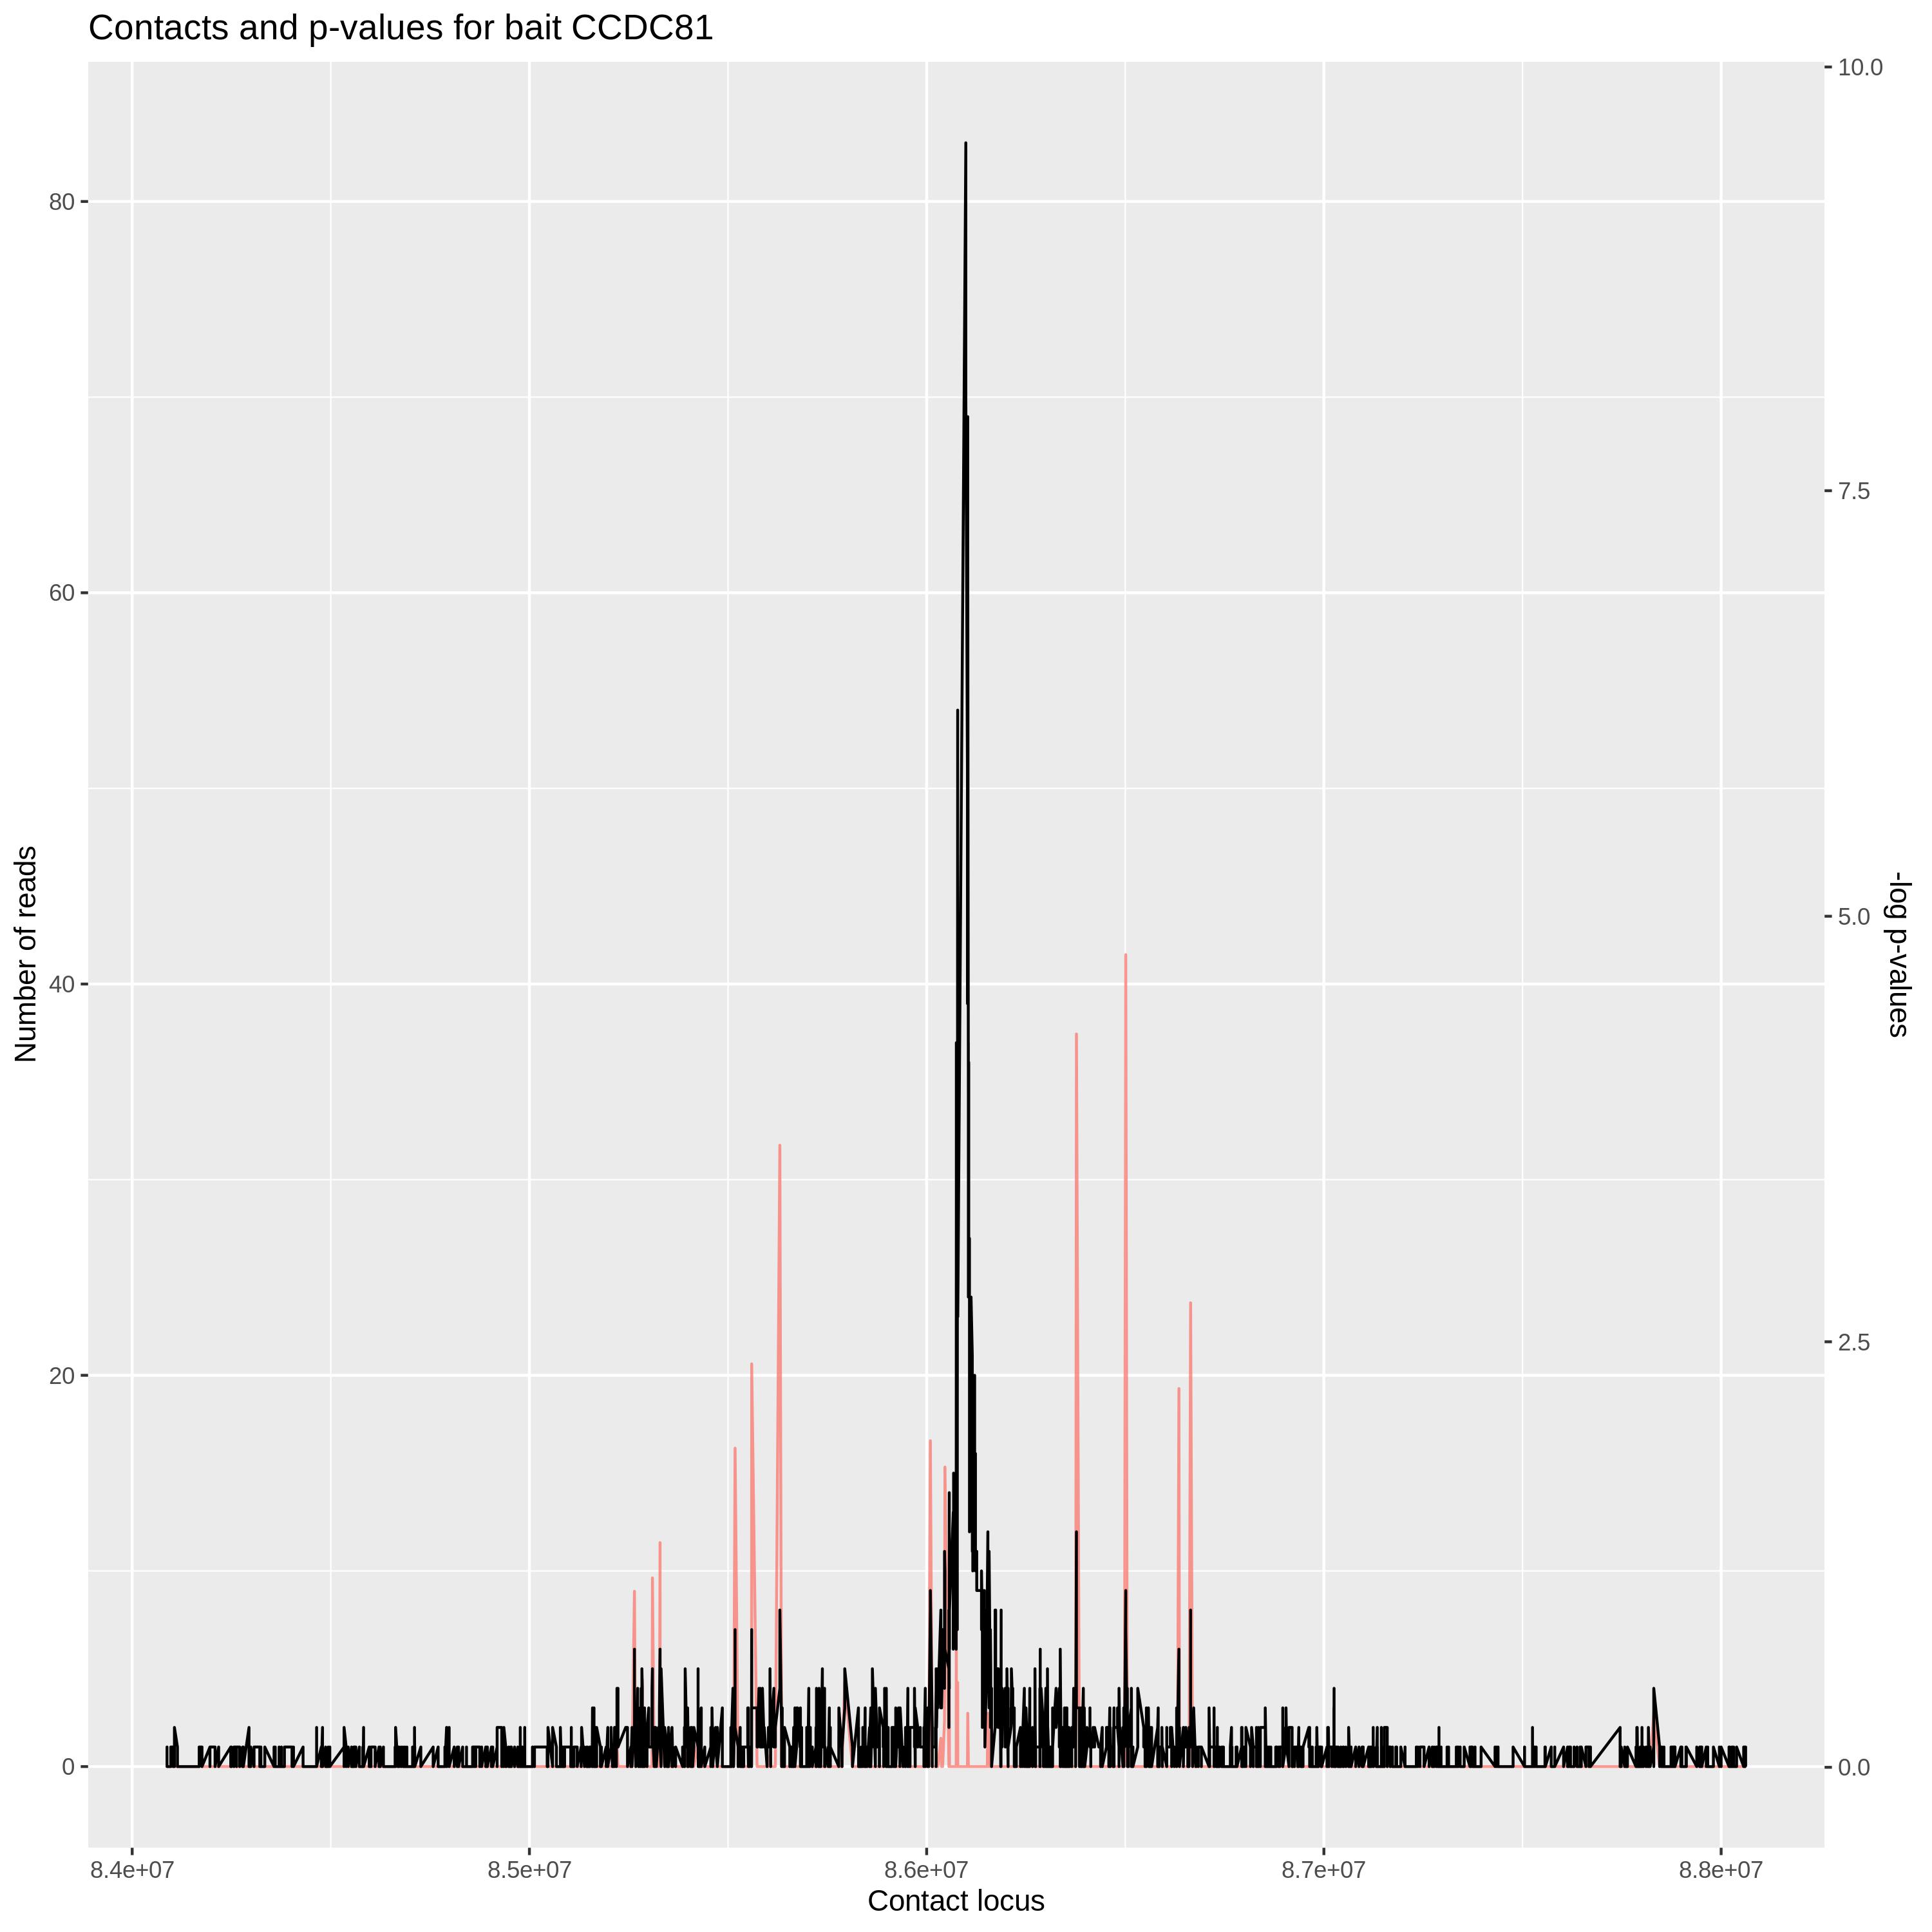 Contacts and p-values for bait CCDC81
Number of reads
80
60
40
20
0
10.0
7.5
5.0
2.5
0.0
-log p-values
8.4e+07 8.5e+07 8.6e+07 8.7e+07 8.8e+07
Contact locus